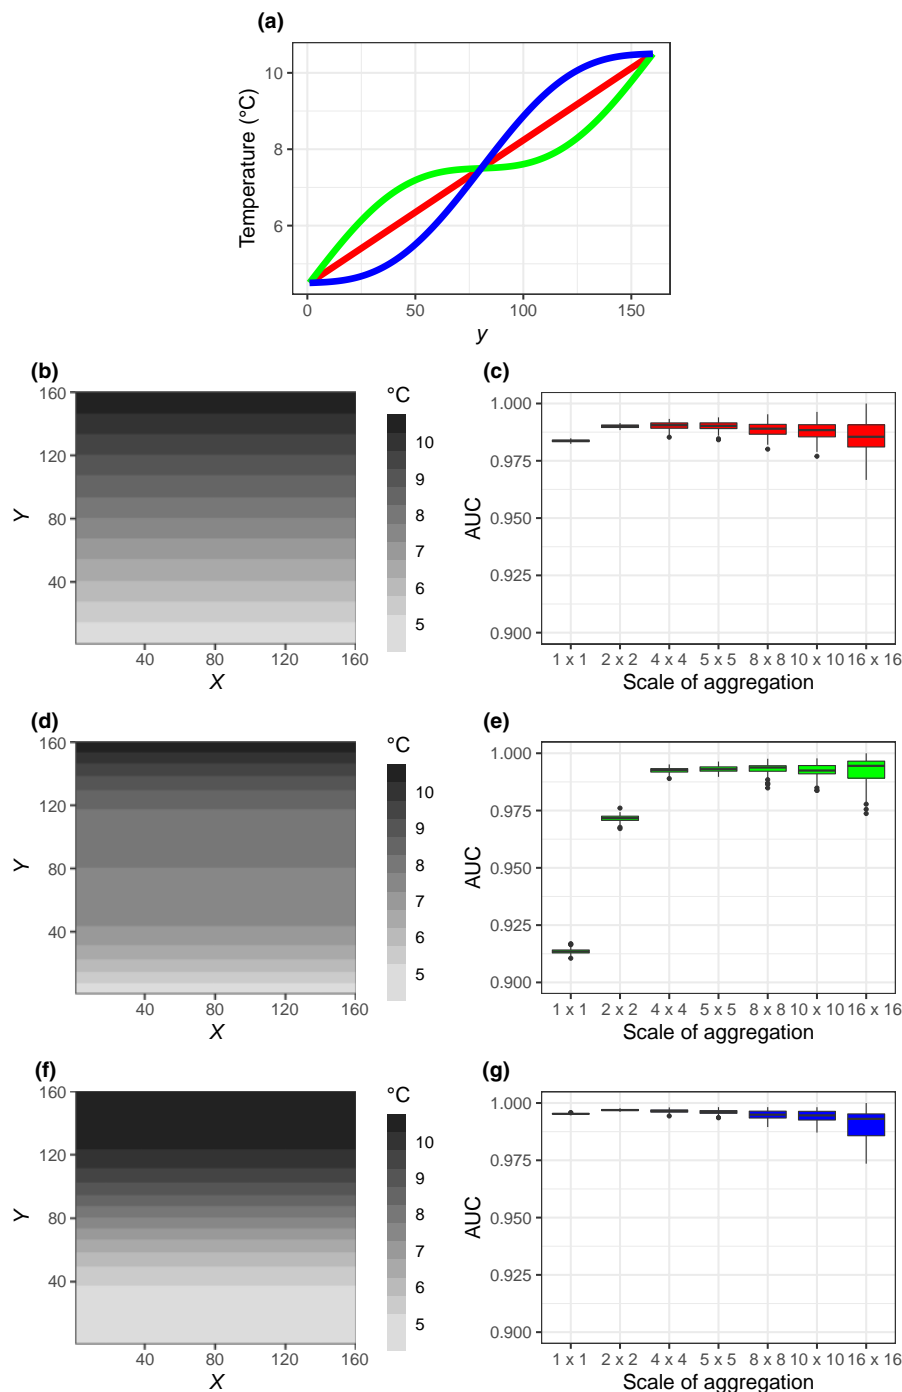 (a)
Temperature (°C)
10
8
6
0 50 100 150
y
(b)
160
120
80
40
Y
40 80 120 160
X
°C
10
9
8
7
6
5
(c)
1.000
0.975
0.950
0.925
0.900
AUC
1 x 1 2 x 2 4 x 4 5 x 5 8 x 8 10 x 10 16 x 16
Scale of aggregation
(d)
160
120
80
40
Y
40 80 120 160
X
°C
10
9
8
7
6
5
(e)
1.000
0.975
0.950
0.925
0.900
AUC
1 x 1 2 x 2 4 x 4 5 x 5 8 x 8 10 x 10 16 x 16
Scale of aggregation
(f)
160
120
80
40
Y
40 80 120 160
X
°C
10
9
8
7
6
5
(g)
1.000
0.975
0.950
0.925
0.900
AUC
1 x 1 2 x 2 4 x 4 5 x 5 8 x 8 10 x 10 16 x 16
Scale of aggregation